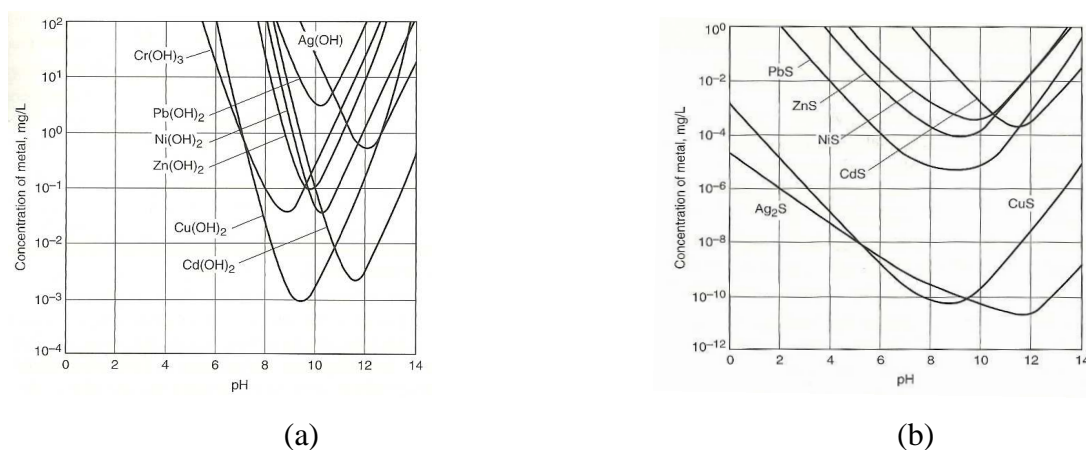 10²
10¹
10⁰
10⁻¹
10⁻²
10⁻³
10⁻⁴
0 2 4 6 8 10 12 14
Concentration of metal, mg/L
pH
Cr(OH)₃
Ag(OH)
Pb(OH)₂
Ni(OH)₂
Zn(OH)₂
Cu(OH)₂
Cd(OH)₂
(a)
10⁰
10⁻²
10⁻⁴
10⁻⁶
10⁻⁸
10⁻¹⁰
10⁻¹²
0 2 4 6 8 10 12 14
Concentration of metal, mg/L
pH
PbS
ZnS
NiS
CdS
CuS
Ag₂S
(b)